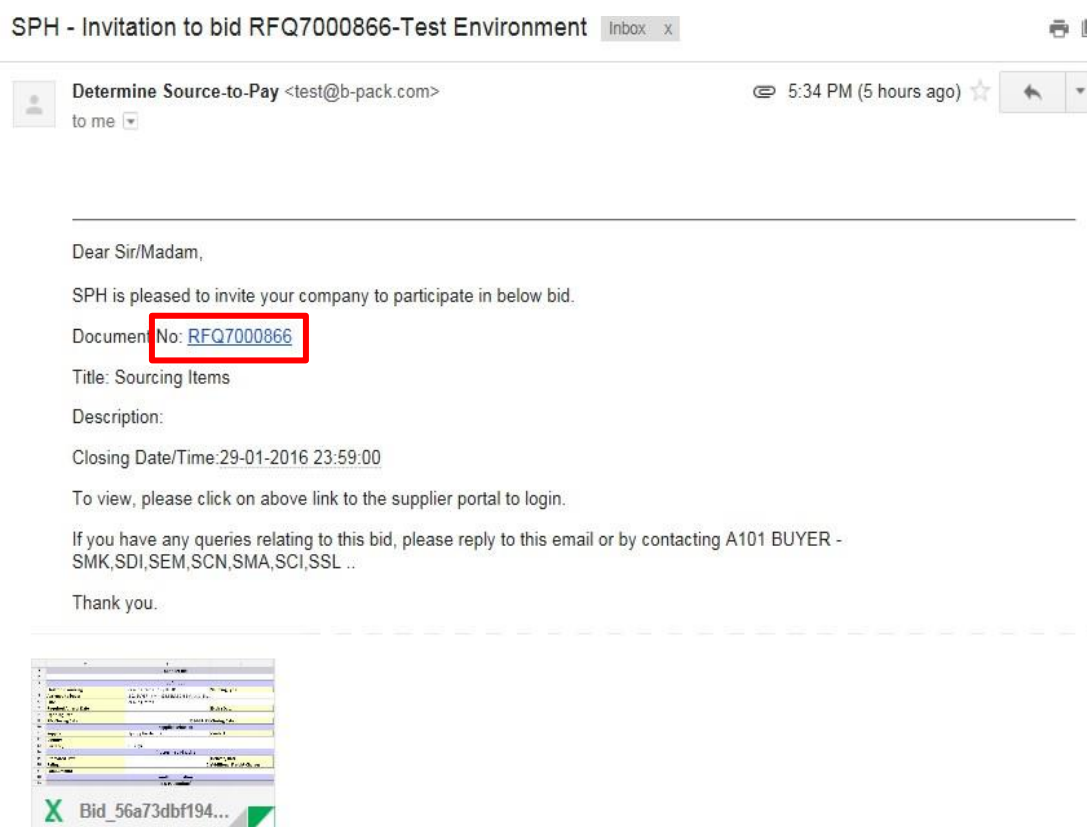 SPH - Invitation to bid RFQ7000866-Test Environment Inbox x
Determine Source-to-Pay <test@b-pack.com> 5:34 PM (5 hours ago)
to me
Dear Sir/Madam,
SPH is pleased to invite your company to participate in below bid.
Document No: RFQ7000866
Title: Sourcing Items
Description:
Closing Date/Time:29-01-2016 23:59:00
To view, please click on above link to the supplier portal to login.
If you have any queries relating to this bid, please reply to this email or by contacting A101 BUYER -
SMK,SDI,SEM,SCN,SMA,SCI,SSL ..
Thank you.
X Bid_56a73dbf194...